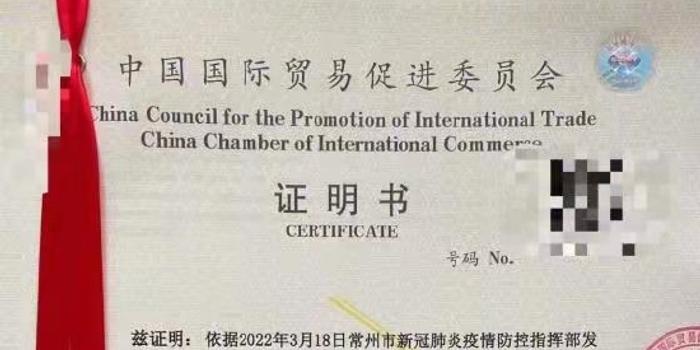 中国国际贸易促进委员会
China Council for the Promotion of International Trade
China Chamber of International Commerce
证明书
CERTIFICATE
号码 No.
兹证明：依据2022年3月18日常州市新冠肺炎疫情防控指挥部发